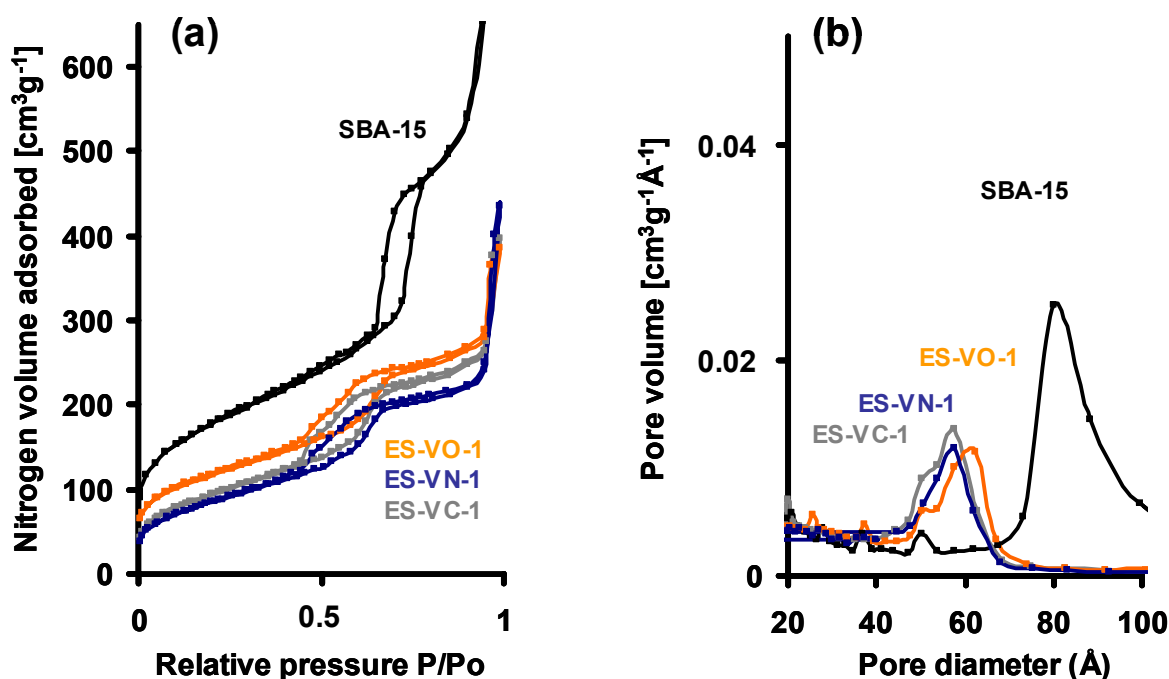 (a)
Nitrogen volume adsorbed [cm³g⁻¹]
600
500
400
300
200
100
0
SBA-15
ES-VO-1
ES-VN-1
ES-VC-1
0
0.5
1
Relative pressure P/Po
(b)
Pore volume [cm³g⁻¹Å⁻¹]
0.04
0.02
0
SBA-15
ES-VO-1
ES-VN-1
ES-VC-1
20
40
60
80
100
Pore diameter (Å)